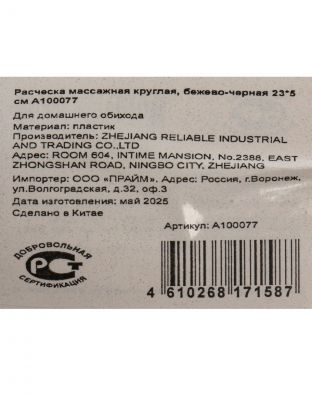 Расческа массажная круглая, бежево-черная 23*5
см А100077
Для домашнего обихода
Материал: пластик
Производитель: ZHEJIANG RELIABLE INDUSTRIAL
AND TRADING CO.,LTD
Адрес: ROOM 604, INTIME MANSION, No.2388, EAST
ZHONGSHAN ROAD, NINGBO CITY, ZHEJIANG
Импортер: ООО «ПРАЙМ». Адрес: Россия, г.Воронеж,
ул.Волгоградская, д.32, оф.3
Дата изготовления: май 2025
Сделано в Китае
Артикул: А100077
ДОБРОВОЛЬНАЯ
РСТ
СЕРТИФИКАЦИЯ
4 610268 171587